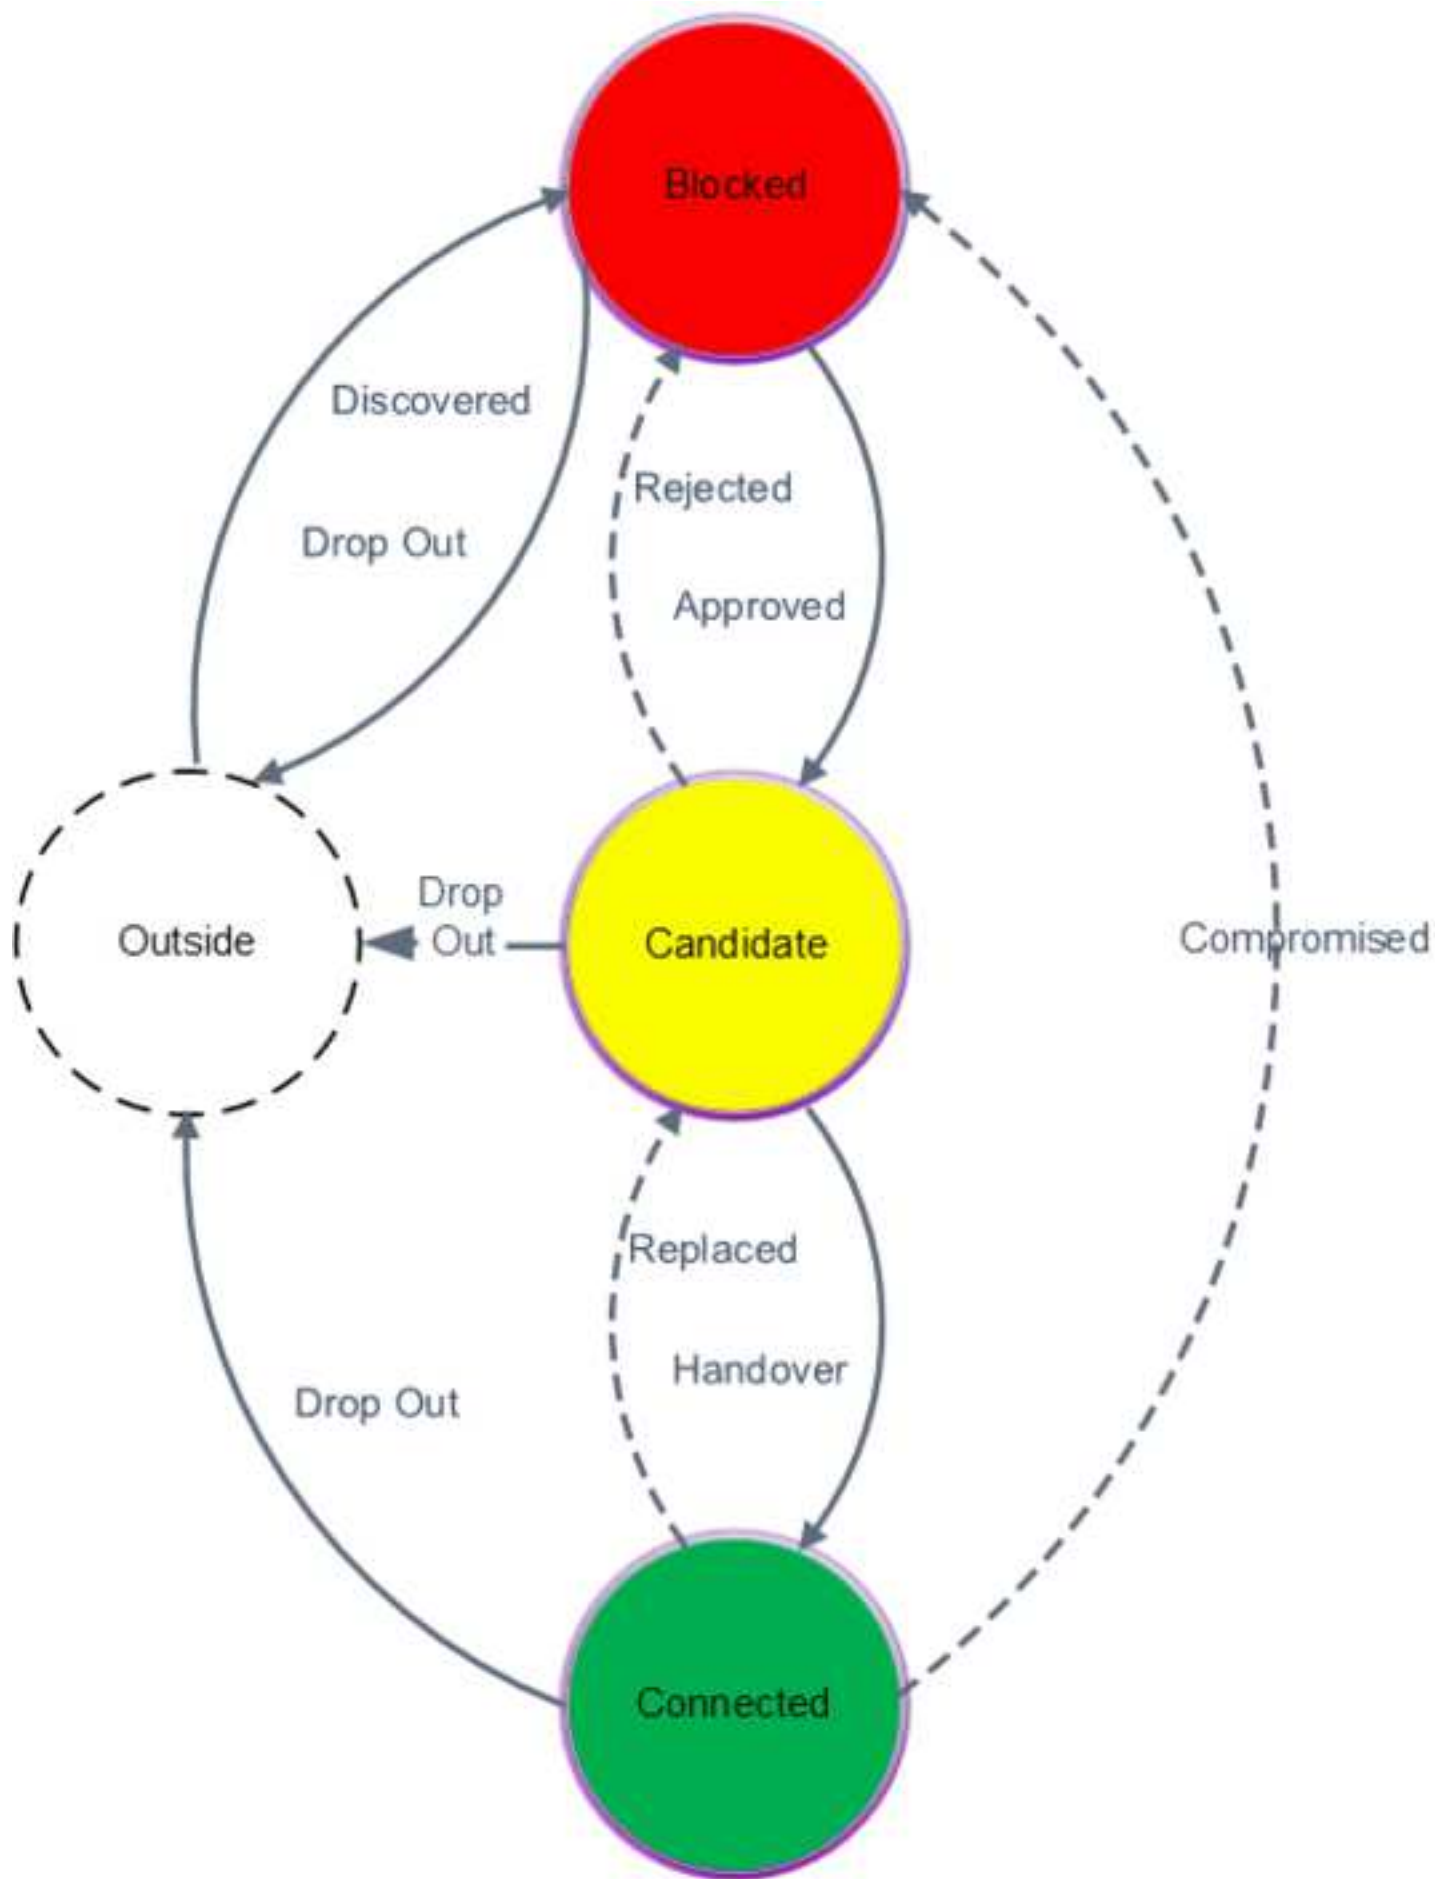 Blocked
Discovered
Rejected
Drop Out
Approved
Drop
Out
Outside
Candidate
Compromised
Replaced
Handover
Drop Out
Connected